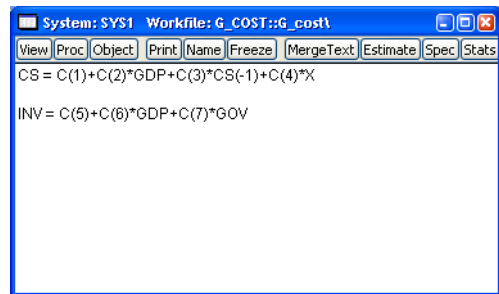 System: SYS1 Workfile: G_COST::G_cost\
View Proc Object Print Name Freeze MergeText Estimate Spec Stats
CS = C(1)+C(2)*GDP+C(3)*CS(-1)+C(4)*X
INV = C(5)+C(6)*GDP+C(7)*GOV